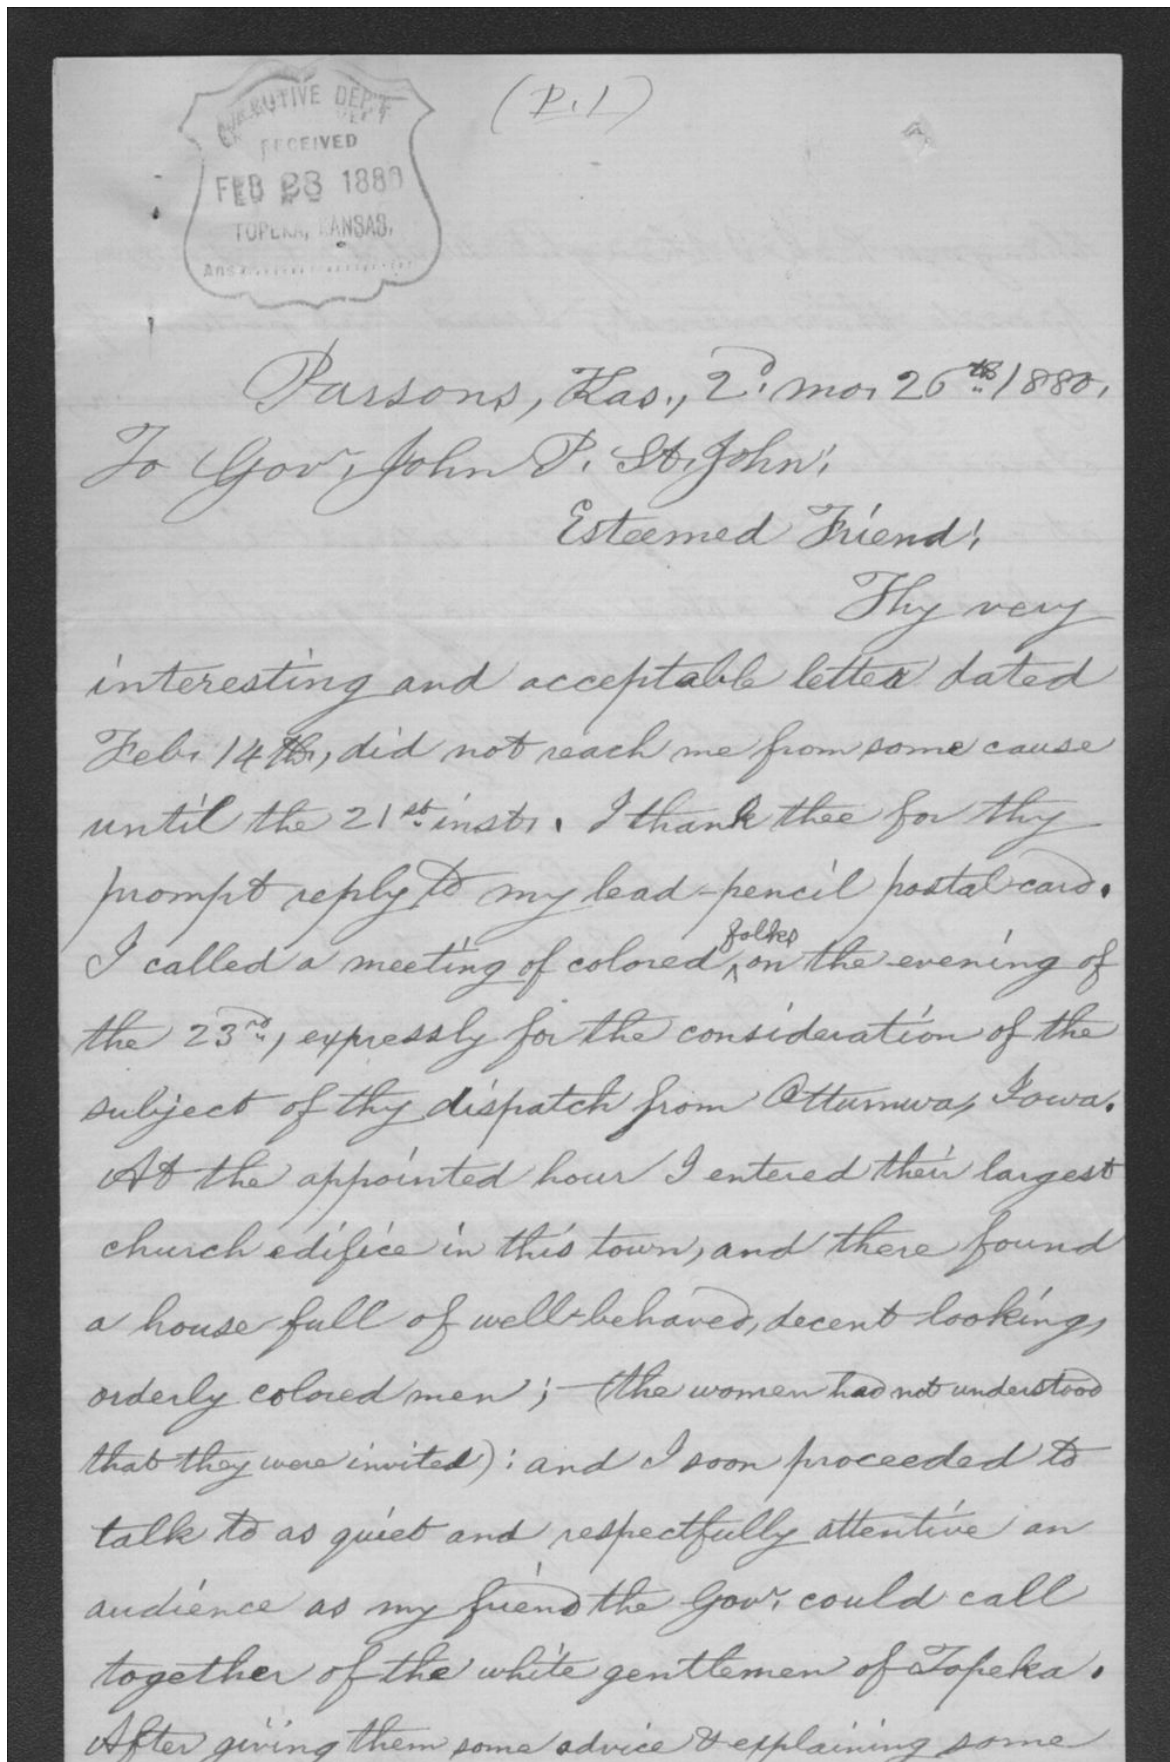 (P. 1)
EXECUTIVE DEP'T
RECEIVED
FEB 28 1880
TOPEKA, KANSAS.
Ans
Parsons, Kas., 2d. mo. 26th. 1880.
To Gov. John P. St. John:
Esteemed Friend:
Thy very
interesting and acceptable letter dated
Feb. 14th, did not reach me from some cause
until the 21st. inst. I thank thee for thy
prompt reply to my lead-pencil postal-card.
I called a meeting of colored folks on the evening of
the 23rd., expressly for the consideration of the
subject of thy dispatch from Ottumwa, Iowa.
At the appointed hour I entered their largest
church edifice in this town, and there found
a house full of well-behaved, decent looking,
orderly colored men; — (the women had not understood
that they were invited): and I soon proceeded to
talk to as quiet and respectfully attentive an
audience as my friend the Gov. could call
together of the white gentlemen of Topeka.
After giving them some advice & explaining some